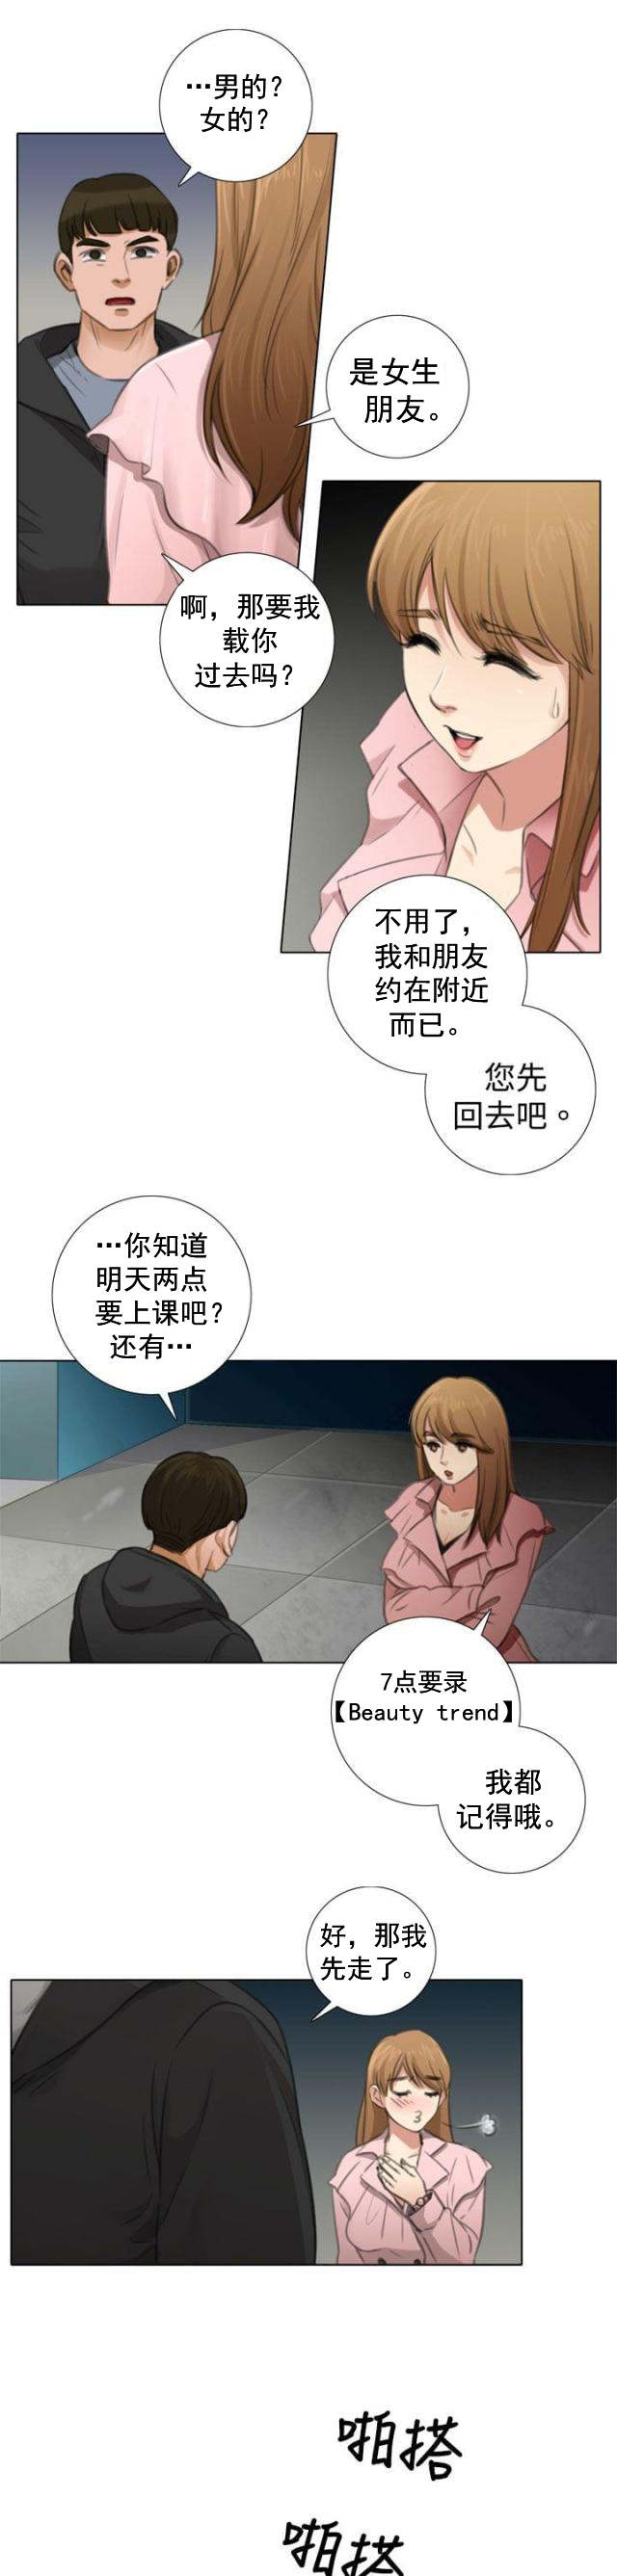 …男的？
女的？
是女生
朋友。
啊，那要我
载你
过去吗？
不用了，
我和朋友
约在附近
而已。
您先
回去吧。
…你知道
明天两点
要上课吧？
还有…
7点要录
【Beauty trend】
我都
记得哦。
好，那我
先走了。
啪搭
啪搭